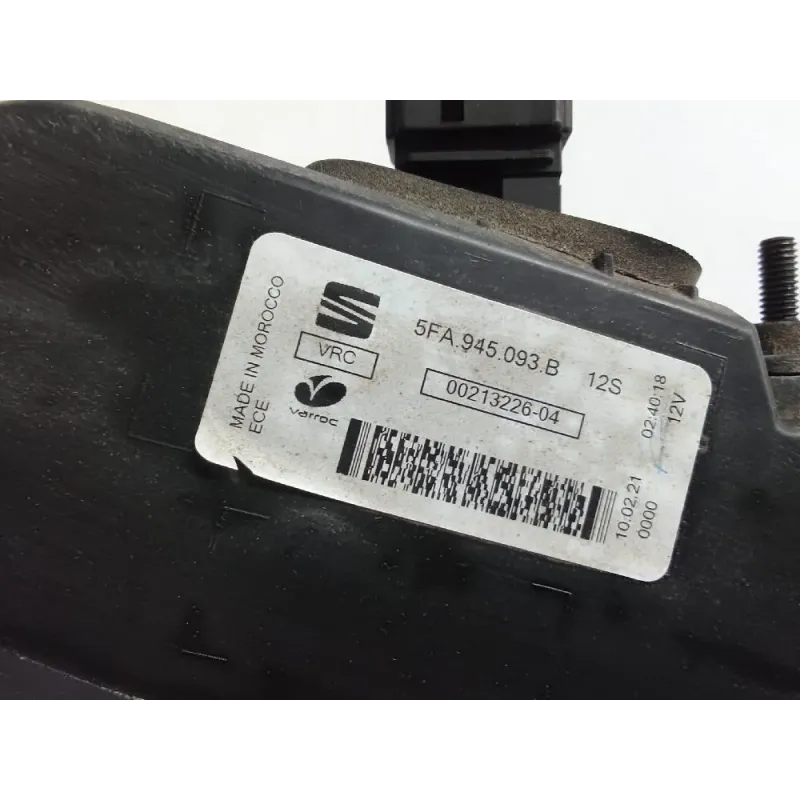 MADE IN MOROCCO
ECE
VRC
varroc
5FA.945.093.B 12S
00213226-04
10.02.21 02:40:18
0000 12V